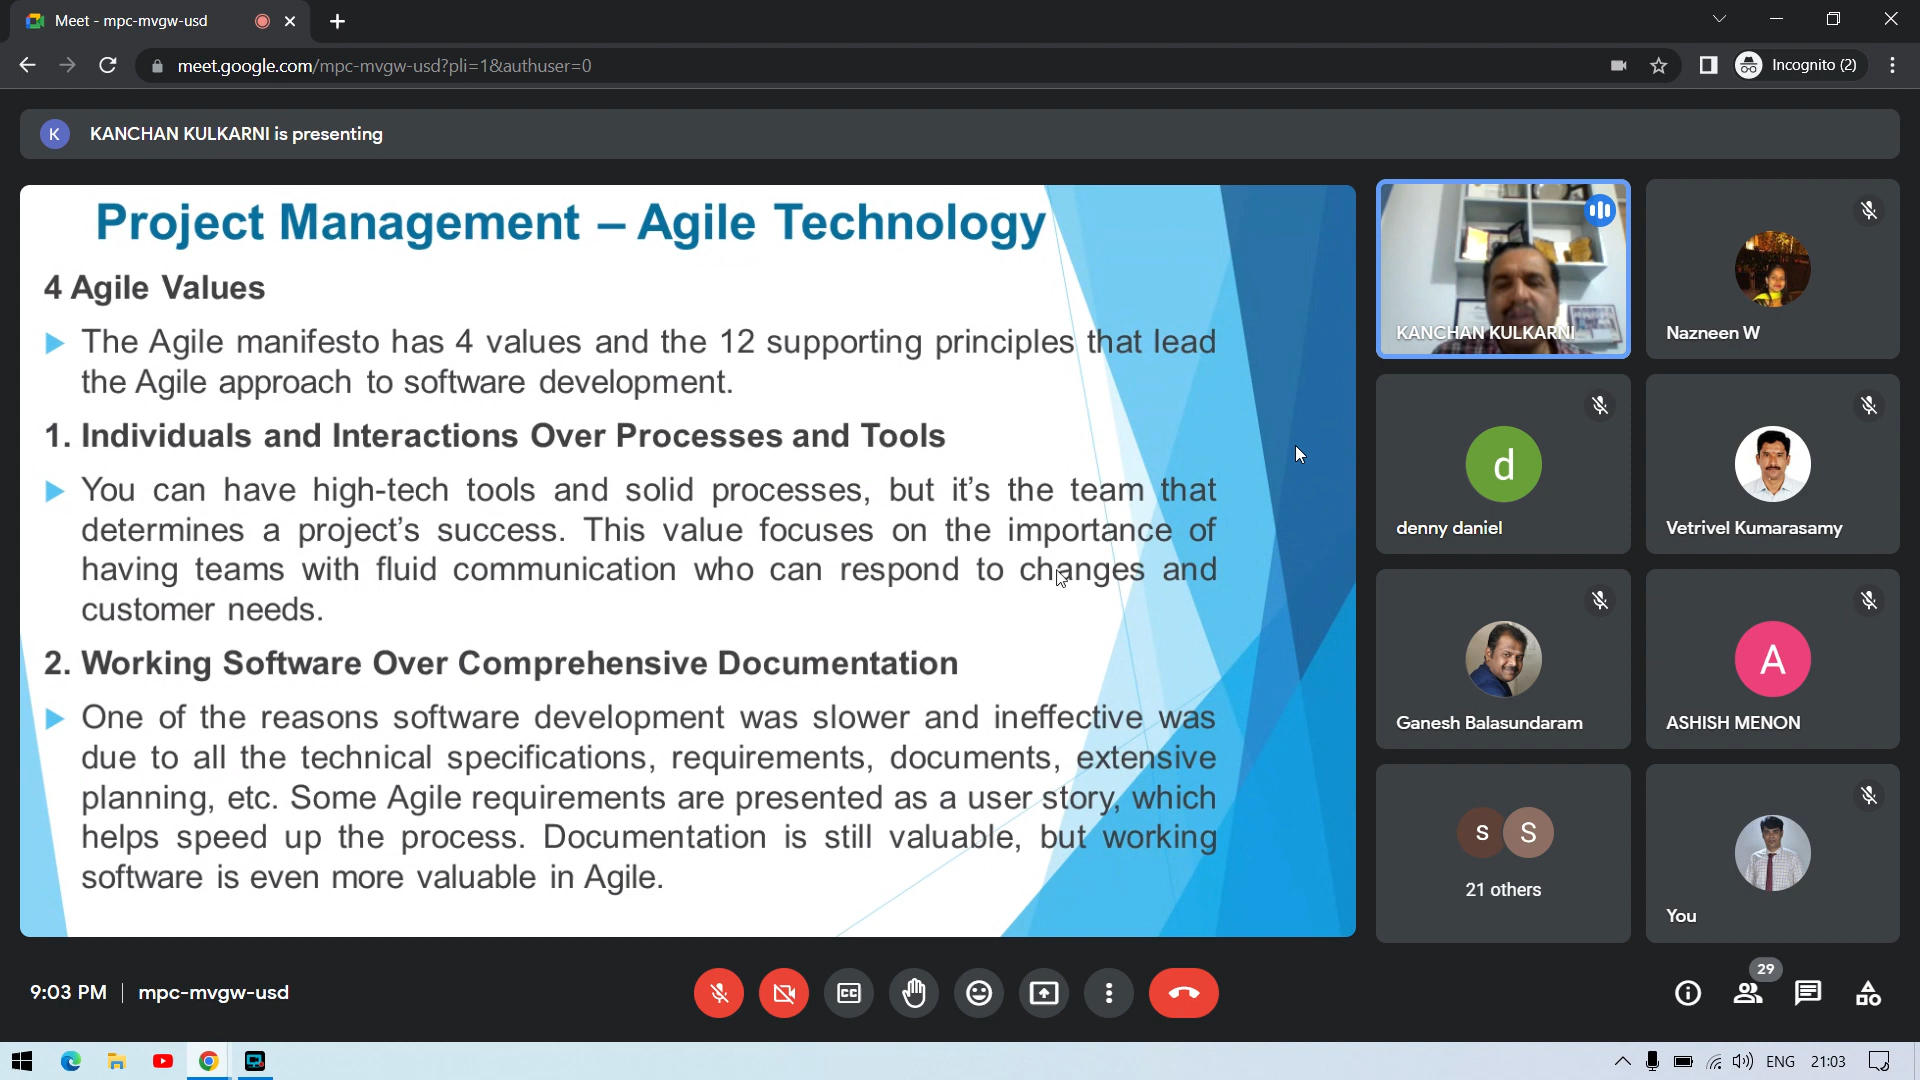 Meet - mpc-mvgw-usd
meet.google.com/mpc-mvgw-usd?pli=1&authuser=0
Incognito (2)
K
KANCHAN KULKARNI is presenting
Project Management – Agile Technology
4 Agile Values
The Agile manifesto has 4 values and the 12 supporting principles that lead
the Agile approach to software development.
1. Individuals and Interactions Over Processes and Tools
You can have high-tech tools and solid processes, but it’s the team that
determines a project’s success. This value focuses on the importance of
having teams with fluid communication who can respond to changes and
customer needs.
2. Working Software Over Comprehensive Documentation
One of the reasons software development was slower and ineffective was
due to all the technical specifications, requirements, documents, extensive
planning, etc. Some Agile requirements are presented as a user story, which
helps speed up the process. Documentation is still valuable, but working
software is even more valuable in Agile.
KANCHAN KULKARNI
Nazneen W
d
denny daniel
Vetrivel Kumarasamy
Ganesh Balasundaram
A
ASHISH MENON
s S
21 others
You
9:03 PM | mpc-mvgw-usd
CC
29
ENG 21:03